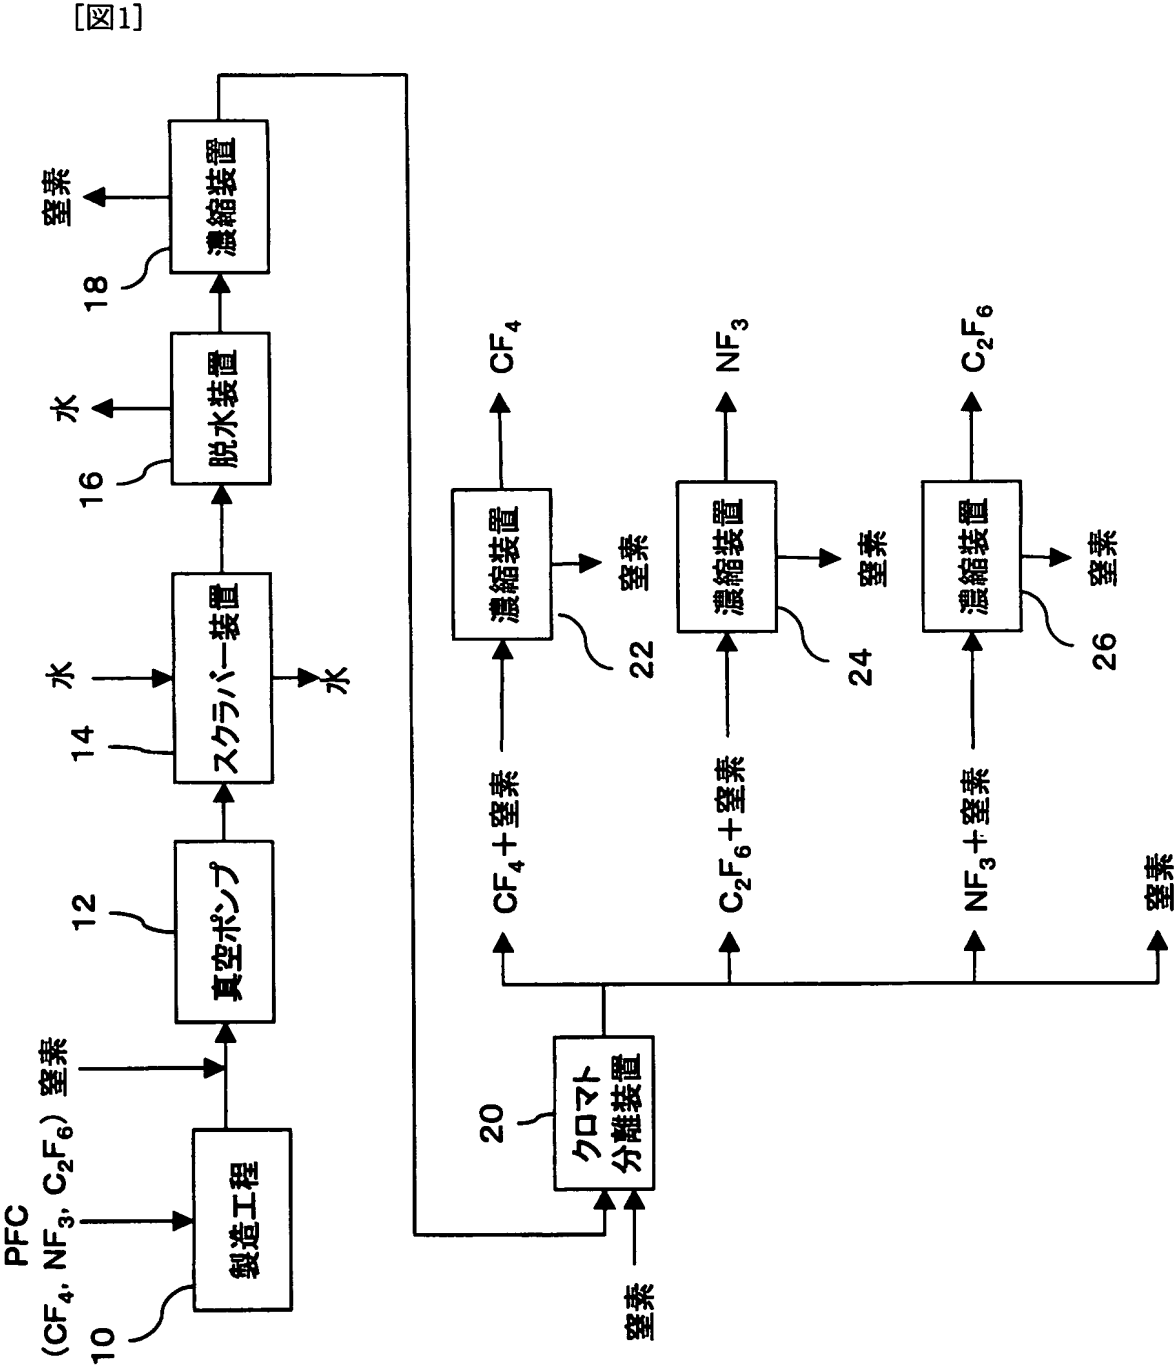 [図1]
PFC
(CF₄, NF₃, C₂F₆)
窒素
10
製造工程
12
真空ポンプ
水
14
スクラバー装置
水
水
16
脱水装置
窒素
18
濃縮装置
窒素
20
クロマト
分離装置
CF₄+窒素
22
濃縮装置
窒素
CF₄
C₂F₆+窒素
24
濃縮装置
窒素
NF₃
NF₃+窒素
26
濃縮装置
窒素
C₂F₆
窒素